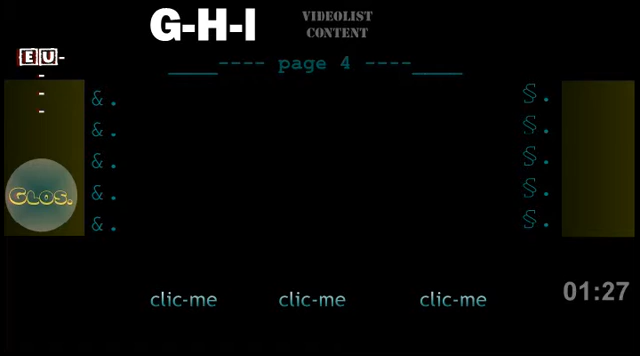 G-H-I
VIDEOLIST
CONTENT
____---- page 4 ----____
EU-
-
-
-
&.
&.
&.
&.
&.
§.
§.
§.
§.
§.
GLOS.
clic-me clic-me clic-me
01:27